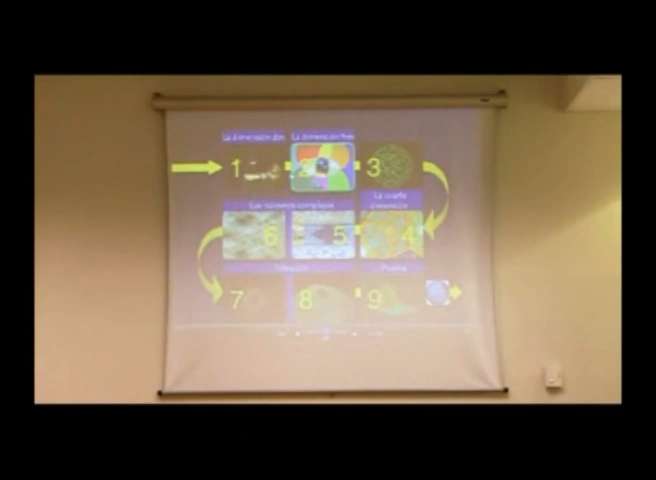 La dimensión dos La dimensión tres
1 2 3
La cuarta
dimensión
Los números complejos
6 5 4
7 8 9